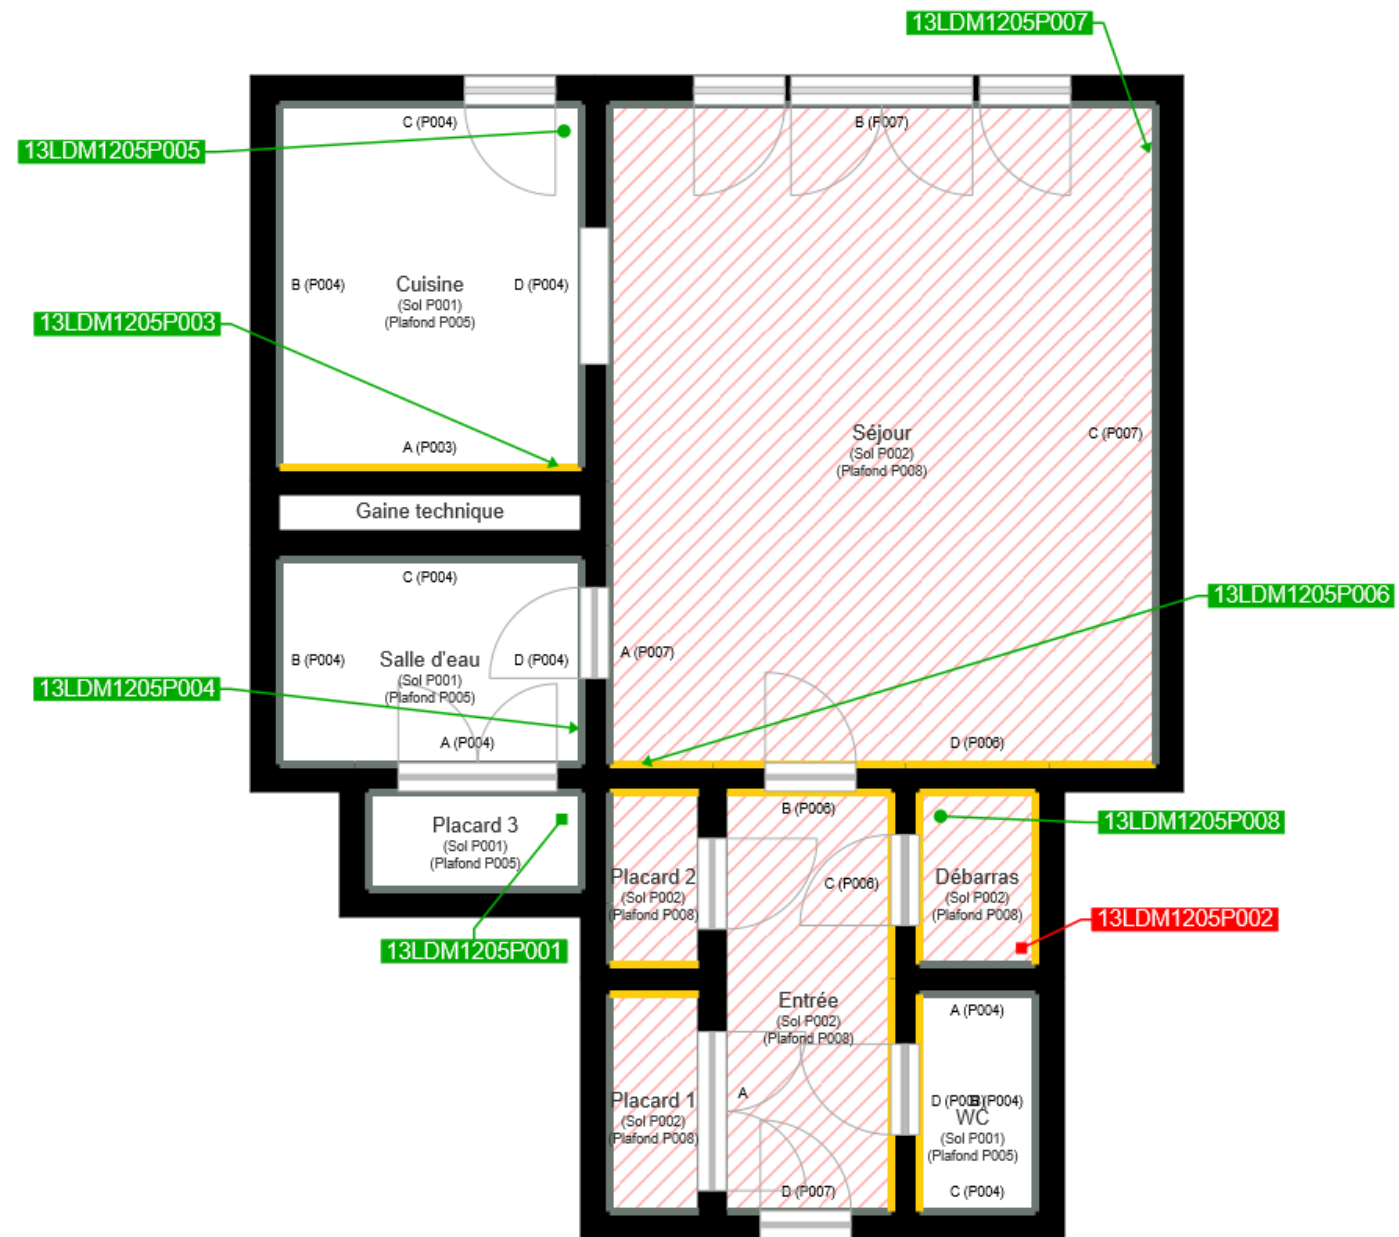 13LDM1205P007
C (P004)
B (P007)
13LDM1205P005
B (P004)
Cuisine
D (P004)
(Sol P001)
(Plafond P005)
13LDM1205P003
A (P003)
Séjour
(Sol P002)
(Plafond P008)
C (P007)
Gaine technique
C (P004)
13LDM1205P006
B (P004)
Salle d'eau
D (P004)
A (P007)
(Sol P001)
(Plafond P005)
13LDM1205P004
A (P004)
D (P006)
B (P006)
Placard 3
(Sol P001)
(Plafond P005)
13LDM1205P008
Placard 2
(Sol P002)
(Plafond P008)
C (P006)
Débarras
(Sol P002)
(Plafond P008)
13LDM1205P002
13LDM1205P001
Entrée
(Sol P002)
(Plafond P008)
A (P004)
Placard 1
(Sol P002)
(Plafond P008)
A
B (P004)
WC
(Sol P001)
(Plafond P005)
D (P007)
C (P004)